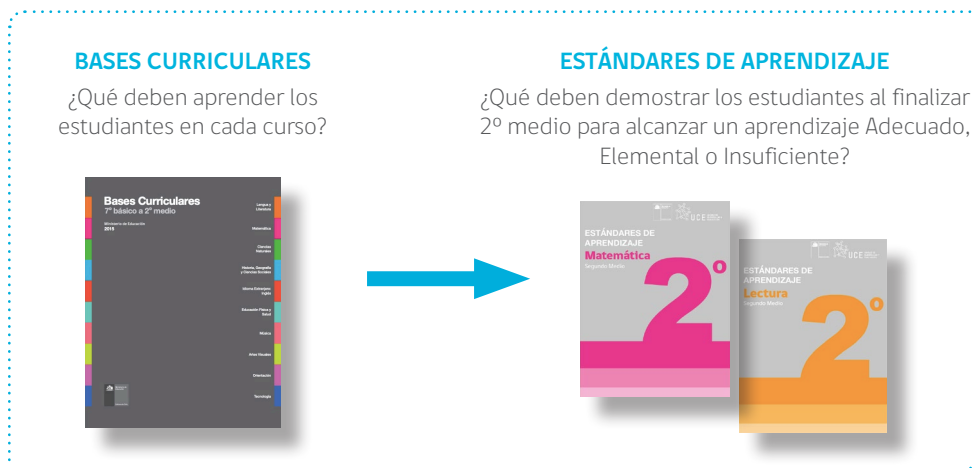 BASES CURRICULARES
¿Qué deben aprender los
estudiantes en cada curso?
Bases Curriculares
7° básico a 2° medio
Ministerio de Educación
2015
Lengua y
Literatura
Matemática
Ciencias
Naturales
Historia, Geografía
y Ciencias Sociales
Idioma Extranjero:
Inglés
Educación Física y
Salud
Música
Artes Visuales
Orientación
Tecnología
ESTÁNDARES DE APRENDIZAJE
¿Qué deben demostrar los estudiantes al finalizar
2º medio para alcanzar un aprendizaje Adecuado,
Elemental o Insuficiente?
UCE
ESTÁNDARES DE
APRENDIZAJE
Matemática
Segundo Medio
2°
UCE
ESTÁNDARES DE
APRENDIZAJE
Lectura
Segundo Medio
2°